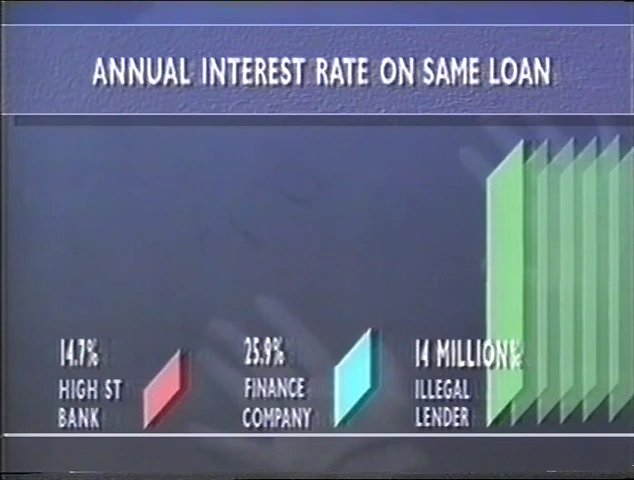 ANNUAL INTEREST RATE ON SAME LOAN
14.7%
HIGH ST
BANK
25.9%
FINANCE
COMPANY
14 MILLION%
ILLEGAL
LENDER